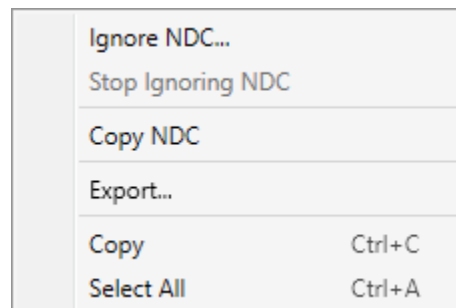 Ignore NDC...
Stop Ignoring NDC
Copy NDC
Export...
Copy Ctrl+C
Select All Ctrl+A